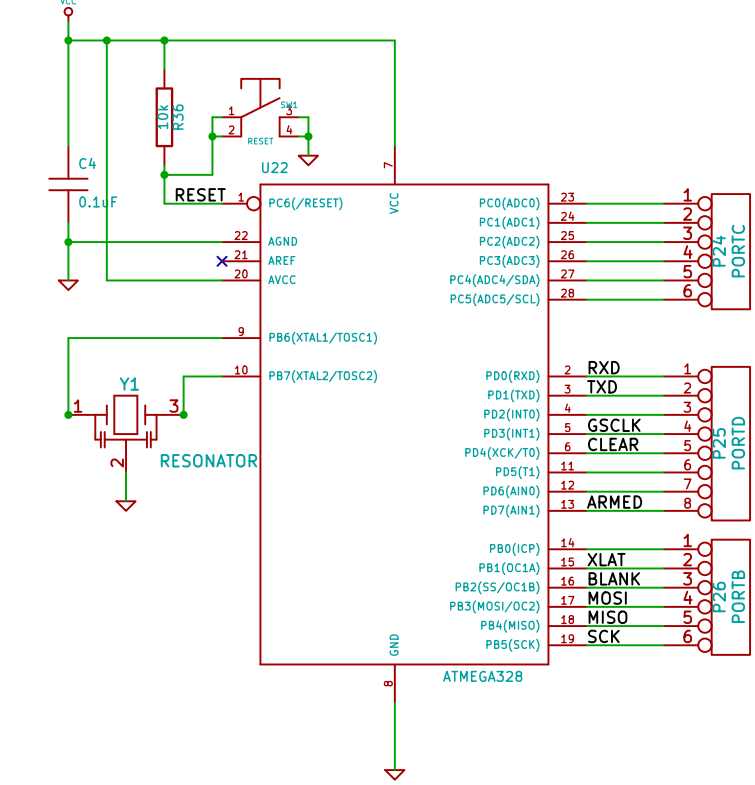 VCC
10k
R36
1
2
3
4
SW1
RESET
C4
0.1uF
U22
7
VCC
RESET
1
PC6(/RESET)
22
AGND
21
AREF
20
AVCC
9
PB6(XTAL1/TOSC1)
10
PB7(XTAL2/TOSC2)
Y1
1
3
2
RESONATOR
PC0(ADC0)
23
1
PC1(ADC1)
24
2
PC2(ADC2)
25
3
PC3(ADC3)
26
4
PC4(ADC4/SDA)
27
5
PC5(ADC5/SCL)
28
6
P24
PORTC
PD0(RXD)
2
RXD
1
PD1(TXD)
3
TXD
2
PD2(INT0)
4
3
PD3(INT1)
5
GSCLK
4
PD4(XCK/T0)
6
CLEAR
5
PD5(T1)
11
6
PD6(AIN0)
12
7
PD7(AIN1)
13
ARMED
8
P25
PORTD
PB0(ICP)
14
1
PB1(OC1A)
15
XLAT
2
PB2(SS/OC1B)
16
BLANK
3
PB3(MOSI/OC2)
17
MOSI
4
PB4(MISO)
18
MISO
5
PB5(SCK)
19
SCK
6
P26
PORTB
GND
8
ATMEGA328